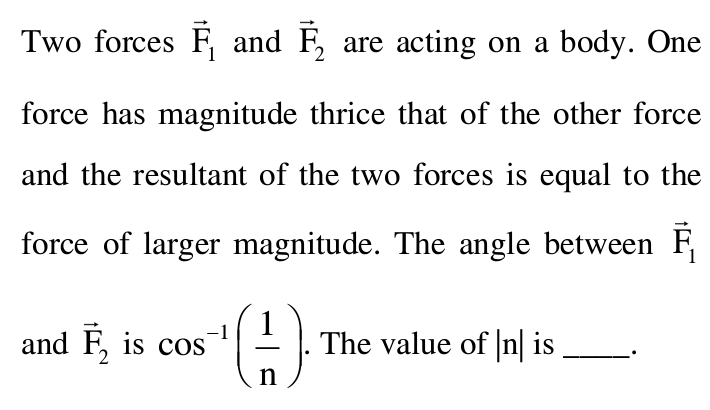 Two forces $\vec{F}_1$ and $\vec{F}_2$ are acting on a body. One
force has magnitude thrice that of the other force
and the resultant of the two forces is equal to the
force of larger magnitude. The angle between $\vec{F}_1$
and $\vec{F}_2$ is $\cos^{-1}\left(\frac{1}{n}\right)$. The value of |n| is ____.